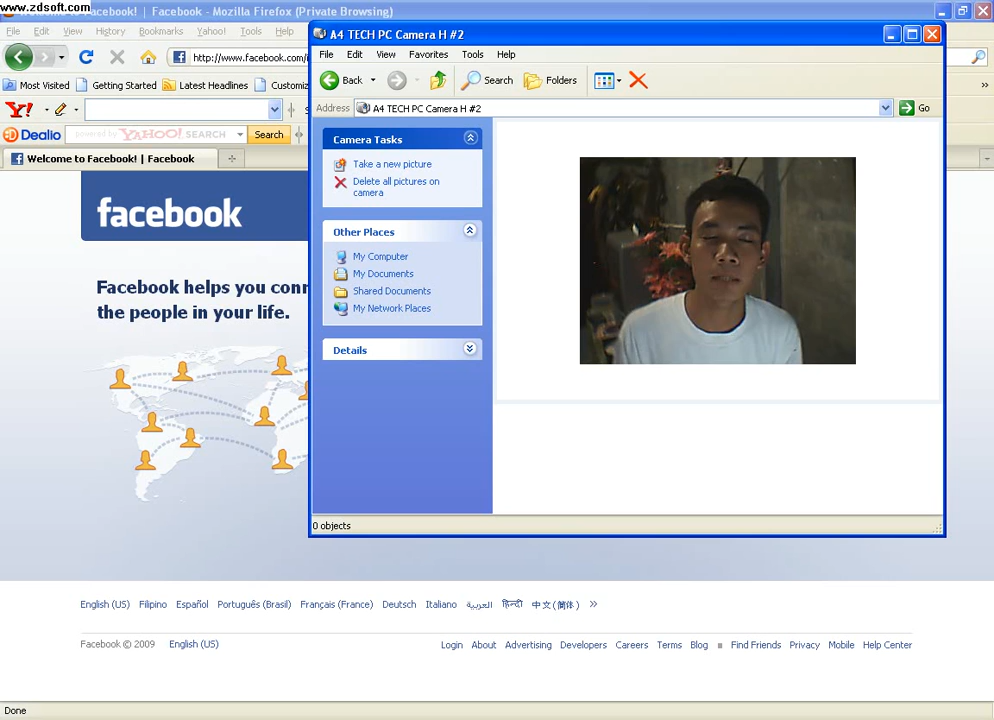 www.zdsoft.com
Welcome to Facebook! | Facebook - Mozilla Firefox (Private Browsing)
File Edit View History Bookmarks Yahoo! Tools Help
http://www.facebook.com/
Most Visited Getting Started Latest Headlines Customiz
Y!
Dealio powered by YAHOO! SEARCH Search
Welcome to Facebook! | Facebook
facebook
Facebook helps you conn
the people in your life.
A4 TECH PC Camera H #2
File Edit View Favorites Tools Help
Back Search Folders
Address A4 TECH PC Camera H #2 Go
Camera Tasks
Take a new picture
Delete all pictures on
camera
Other Places
My Computer
My Documents
Shared Documents
My Network Places
Details
0 objects
English (US) Filipino Español Português (Brasil) Français (France) Deutsch Italiano العربية हिन्दी 中文(简体) »
Facebook © 2009 English (US)
Login About Advertising Developers Careers Terms Blog Find Friends Privacy Mobile Help Center
Done